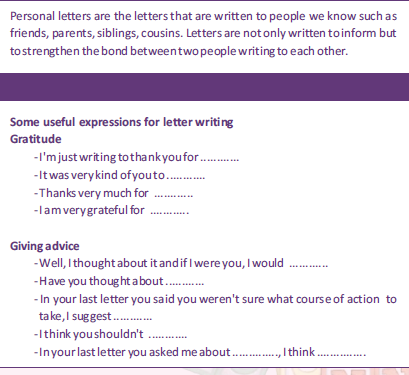 Personal letters are the letters that are written to people we know such as
friends, parents, siblings, cousins. Letters are not only written to inform but
to strengthen the bond between two people writing to each other.
Some useful expressions for letter writing
Gratitude
-I'm just writing to thank you for ............
-It was very kind of you to ............
-Thanks very much for ............
-I am very grateful for ............
Giving advice
-Well, I thought about it and if I were you, I would ............
-Have you thought about ............
-In your last letter you said you weren't sure what course of action to
take, I suggest ............
-I think you shouldn't ............
-In your last letter you asked me about .............., I think ...............